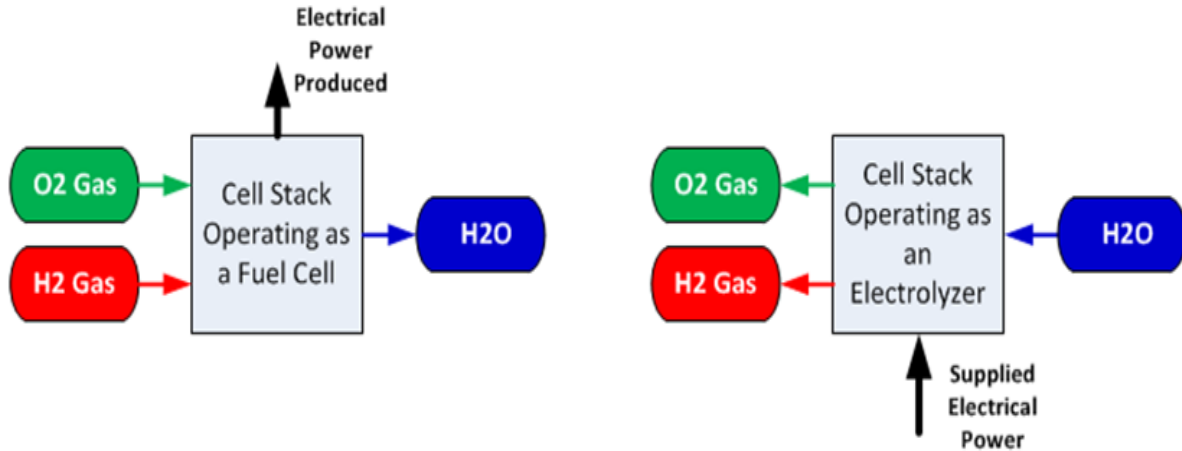 Electrical
Power
Produced
O2 Gas
H2 Gas
Cell Stack
Operating as
a Fuel Cell
H2O
O2 Gas
H2 Gas
Cell Stack
Operating as
an
Electrolyzer
H2O
Supplied
Electrical
Power